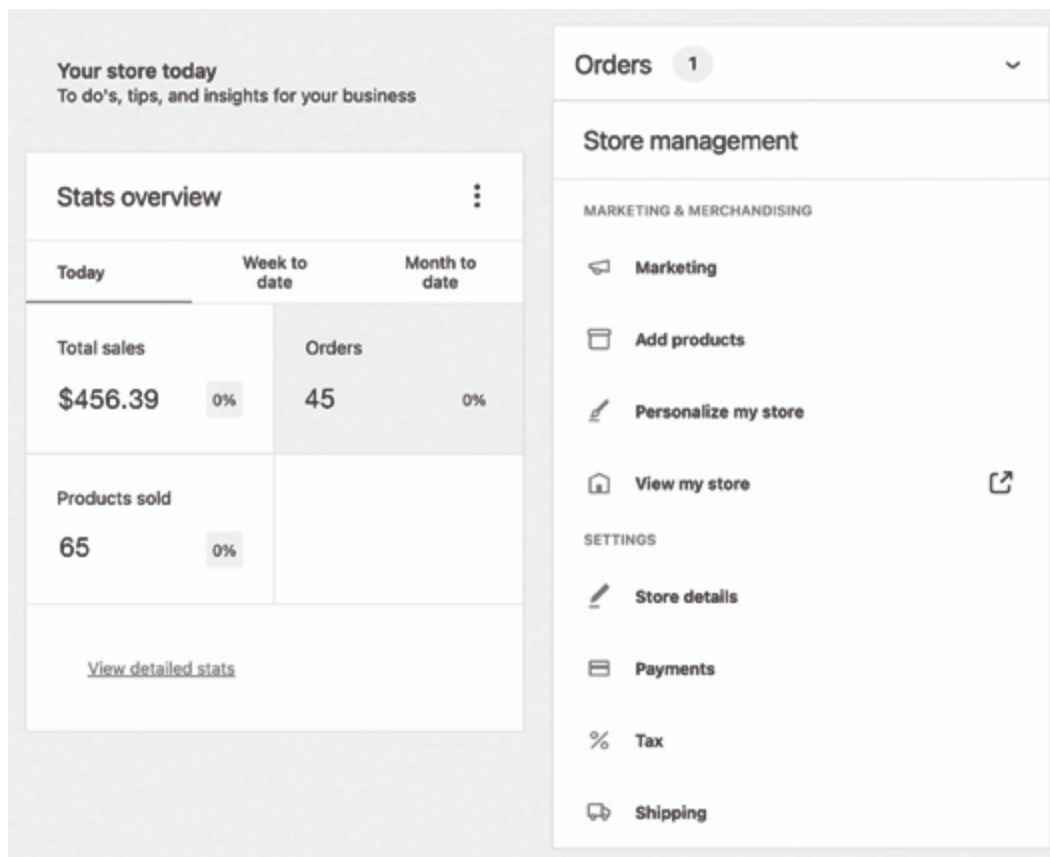 Your store today
To do's, tips, and insights for your business
Stats overview
Today
Week to
date
Month to
date
Total sales
$456.39 0%
Orders
45 0%
Products sold
65 0%
View detailed stats
Orders 1
Store management
MARKETING & MERCHANDISING
Marketing
Add products
Personalize my store
View my store
SETTINGS
Store details
Payments
Tax
Shipping